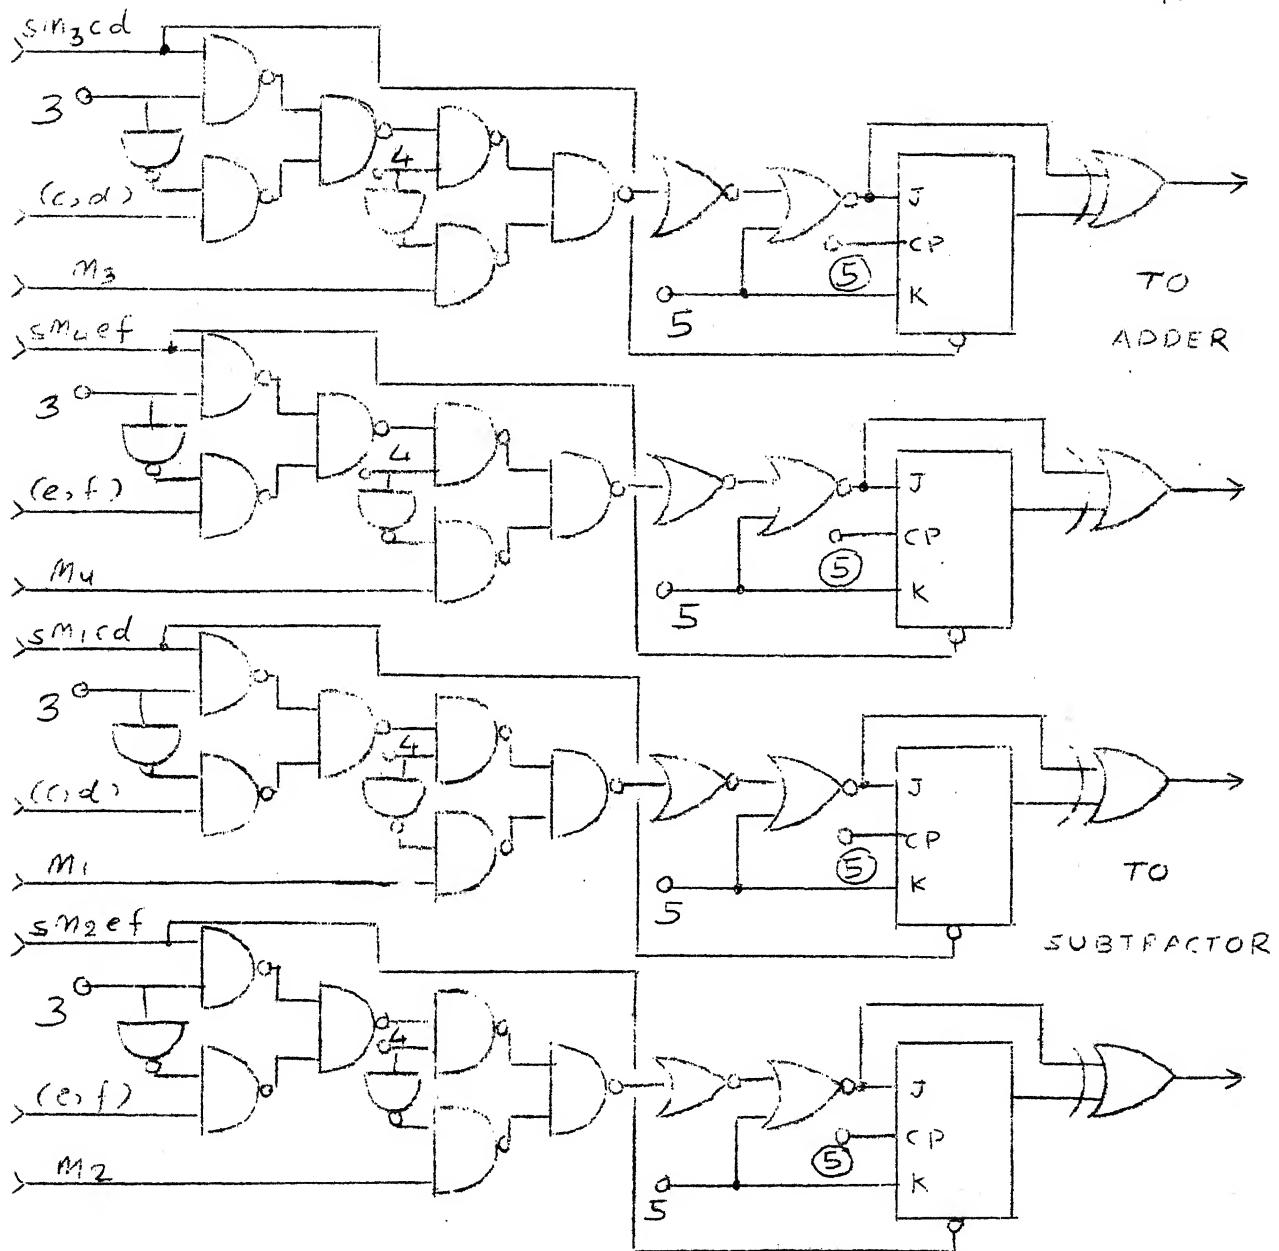 sm₃cd
3
(c,d)
4
m₃
5
J
CP
⑤
K
TO
ADDER
sm₄ef
3
(e,f)
4
m₄
5
J
CP
⑤
K
sm₁cd
3
(c,d)
4
m₁
5
J
CP
⑤
K
TO
SUBTRACTOR
sm₂ef
3
(e,f)
4
m₂
5
J
CP
⑤
K